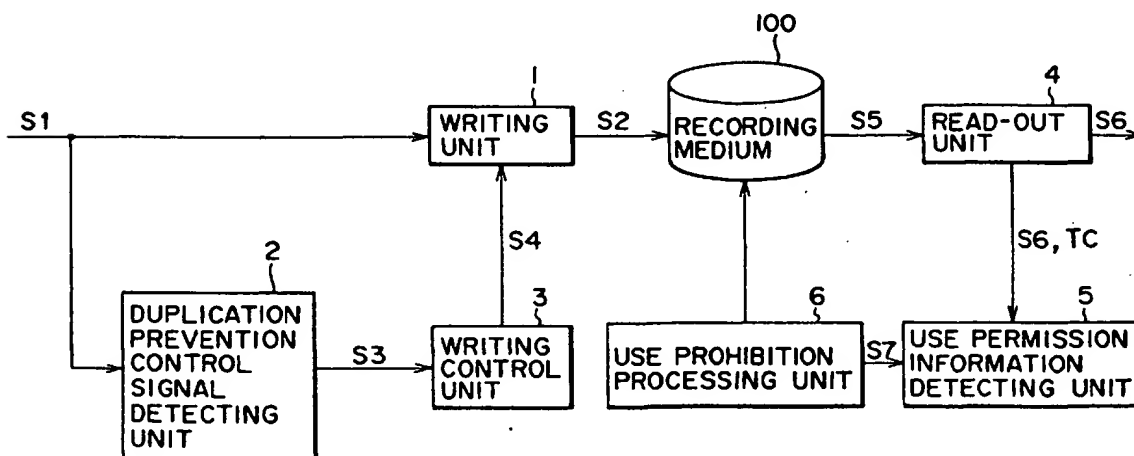 100
1
4
S1
WRITING
UNIT
S2
RECORDING
MEDIUM
S5
READ-OUT
UNIT
S6
S4
S6, TC
2
DUPLICATION
PREVENTION
CONTROL
SIGNAL
DETECTING
UNIT
S3
3
WRITING
CONTROL
UNIT
6
USE PROHIBITION
PROCESSING UNIT
S7
5
USE PERMISSION
INFORMATION
DETECTING UNIT